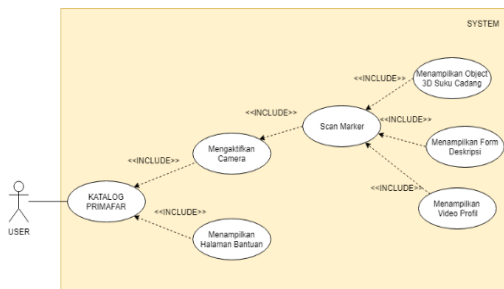 SYSTEM
Menampilkan Object
3D Suku Cadang
<<INCLUDE>>
<<INCLUDE>>
Scan Marker
<<INCLUDE>>
Menampilkan Form
Deskripsi
Mengaktifkan
Camera
<<INCLUDE>>
<<INCLUDE>>
KATALOG
PRIMAFAR
Menampilkan
Video Profil
<<INCLUDE>>
USER
Menampilkan
Halaman Bantuan